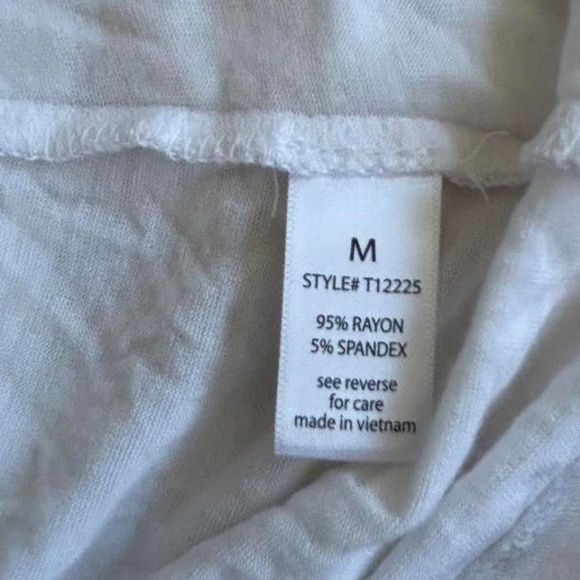 M
STYLE# T12225
95% RAYON
5% SPANDEX
see reverse
for care
made in vietnam